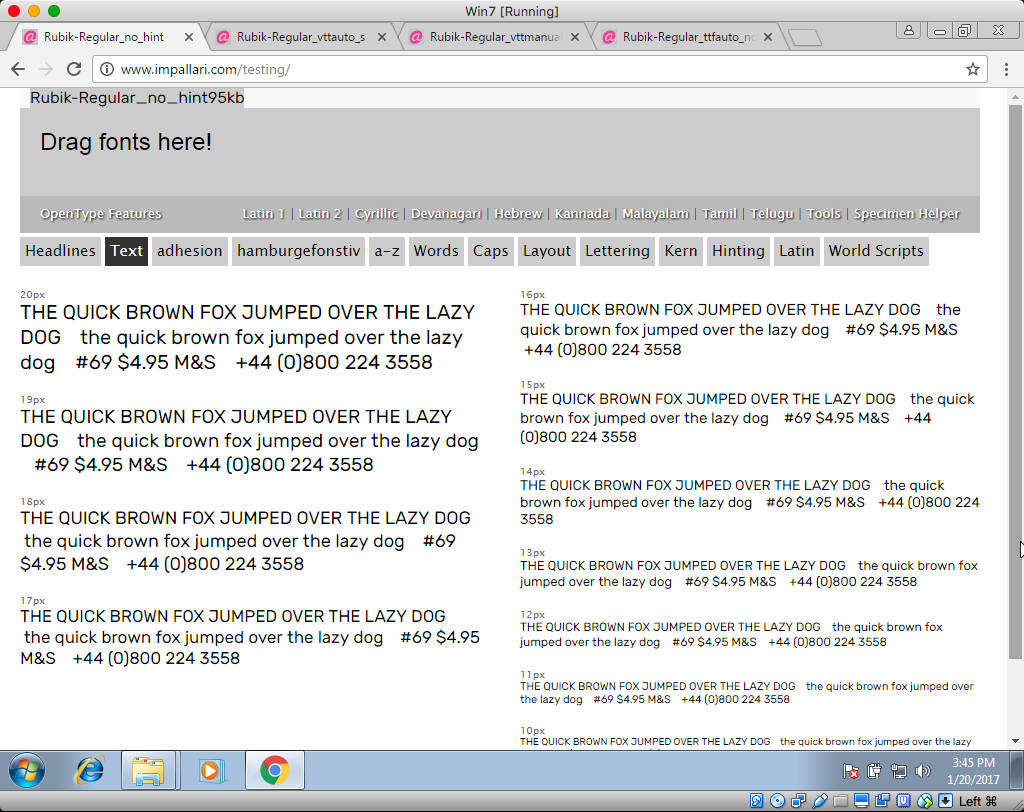 Win7 [Running]
Rubik-Regular_no_hint
Rubik-Regular_vttauto_s
Rubik-Regular_vttmanual
Rubik-Regular_ttfauto_no
www.impallari.com/testing/
Rubik-Regular_no_hint95kb
Drag fonts here!
OpenType Features
Latin 1 | Latin 2 | Cyrillic | Devanagari | Hebrew | Kannada | Malayalam | Tamil | Telugu | Tools | Specimen Helper
Headlines Text adhesion hamburgefonstiv a-z Words Caps Layout Lettering Kern Hinting Latin World Scripts
20px
THE QUICK BROWN FOX JUMPED OVER THE LAZY
DOG the quick brown fox jumped over the lazy
dog #69 $4.95 M&S +44 (0)800 224 3558
19px
THE QUICK BROWN FOX JUMPED OVER THE LAZY
DOG the quick brown fox jumped over the lazy dog
#69 $4.95 M&S +44 (0)800 224 3558
18px
THE QUICK BROWN FOX JUMPED OVER THE LAZY DOG
the quick brown fox jumped over the lazy dog #69
$4.95 M&S +44 (0)800 224 3558
17px
THE QUICK BROWN FOX JUMPED OVER THE LAZY DOG
the quick brown fox jumped over the lazy dog #69 $4.95
M&S +44 (0)800 224 3558
16px
THE QUICK BROWN FOX JUMPED OVER THE LAZY DOG the
quick brown fox jumped over the lazy dog #69 $4.95 M&S
+44 (0)800 224 3558
15px
THE QUICK BROWN FOX JUMPED OVER THE LAZY DOG the quick
brown fox jumped over the lazy dog #69 $4.95 M&S +44
(0)800 224 3558
14px
THE QUICK BROWN FOX JUMPED OVER THE LAZY DOG the quick
brown fox jumped over the lazy dog #69 $4.95 M&S +44 (0)800 224
3558
13px
THE QUICK BROWN FOX JUMPED OVER THE LAZY DOG the quick brown fox
jumped over the lazy dog #69 $4.95 M&S +44 (0)800 224 3558
12px
THE QUICK BROWN FOX JUMPED OVER THE LAZY DOG the quick brown fox
jumped over the lazy dog #69 $4.95 M&S +44 (0)800 224 3558
11px
THE QUICK BROWN FOX JUMPED OVER THE LAZY DOG the quick brown fox jumped over
the lazy dog #69 $4.95 M&S +44 (0)800 224 3558
10px
THE QUICK BROWN FOX JUMPED OVER THE LAZY DOG the quick brown fox jumped over the lazy
3:45 PM
1/20/2017
Left ⌘